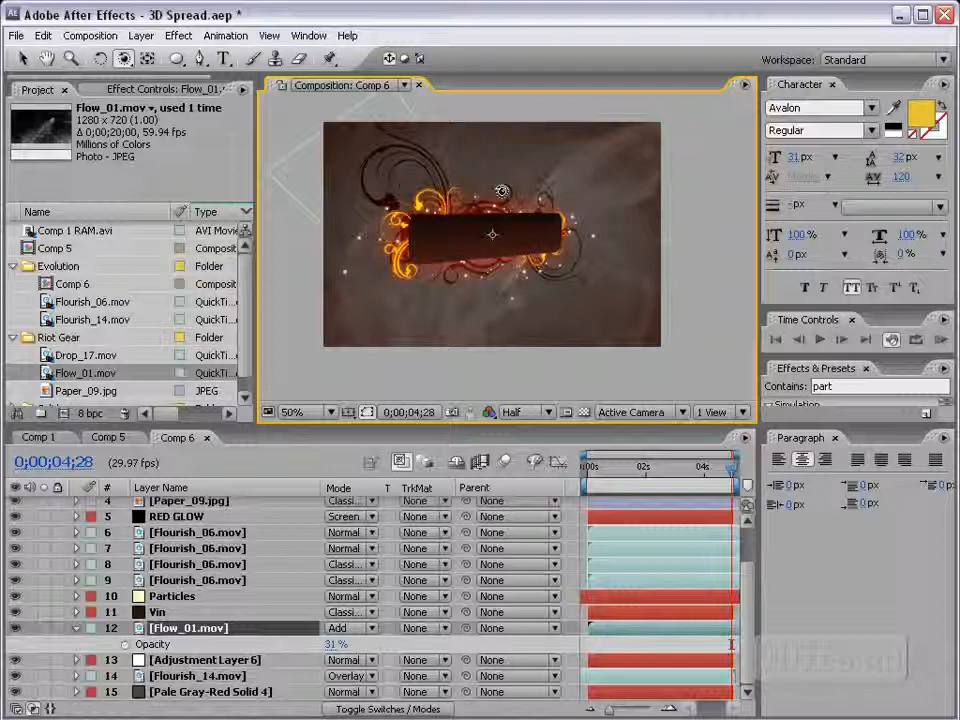 Adobe After Effects - 3D Spread.aep *
File Edit Composition Layer Effect Animation View Window Help
Workspace: Standard
Project Effect Controls: Flow_01.
Flow_01.mov , used 1 time
1280 x 720 (1.00)
Δ 0;00;20;00, 59.94 fps
Millions of Colors
Photo - JPEG
Name Type
Comp 1 RAM.avi AVI Movie
Comp 5 Composit
Evolution Folder
Comp 6 Composit
Flourish_06.mov QuickTi...
Flourish_14.mov QuickTi...
Riot Gear Folder
Drop_17.mov QuickTi...
Flow_01.mov QuickTi...
Paper_09.jpg JPEG
8 bpc
Composition: Comp 6
50% 0;00;04;28 Half Active Camera 1 View
Character
Avalon
Regular
31 px 32 px
Metrics 120
- px
100 % 100 %
0 px 0 %
T T TT Tr T¹ T₁
Time Controls
Effects & Presets
Contains: part
Paragraph
0 px 0 px 0 px
0 px 0 px
Comp 1 Comp 5 Comp 6
0;00;04;28 (29.97 fps)
:00s 02s 04s
# Layer Name Mode T TrkMat Parent
4 [Paper_09.jpg] Classi... None None
5 RED GLOW Screen None None
6 [Flourish_06.mov] Normal None None
7 [Flourish_06.mov] Normal None None
8 [Flourish_06.mov] Normal None None
9 [Flourish_06.mov] Normal None None
10 Particles Normal None None
11 Vin Classi... None None
12 [Flow_01.mov] Add None None
Opacity 31 %
13 [Adjustment Layer 6] Normal None None
14 [Flourish_14.mov] Overlay None None
15 [Pale Gray-Red Solid 4] Normal None None
Toggle Switches / Modes